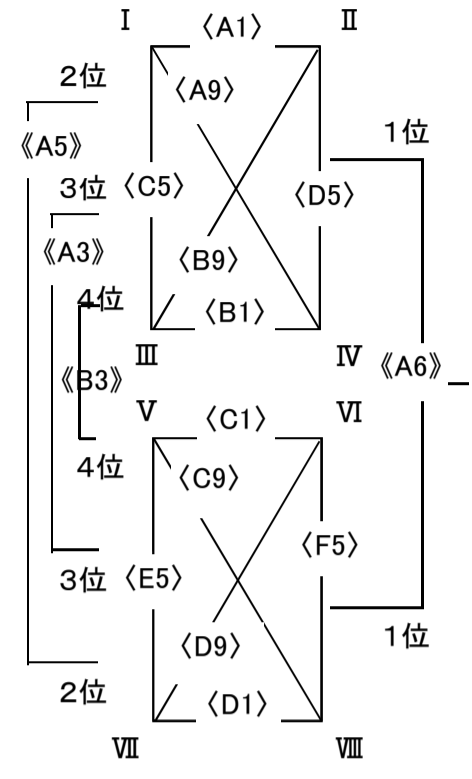 Ⅰ 〈A1〉 Ⅱ
2位 〈A9〉
《A5》 1位
3位 〈C5〉 〈D5〉
《A3》 〈B9〉
4位 〈B1〉
Ⅲ Ⅳ 《A6》
《B3》
Ⅴ 〈C1〉 Ⅵ
4位 〈C9〉
〈F5〉
3位 〈E5〉
1位
〈D9〉
2位 〈D1〉
Ⅶ Ⅷ